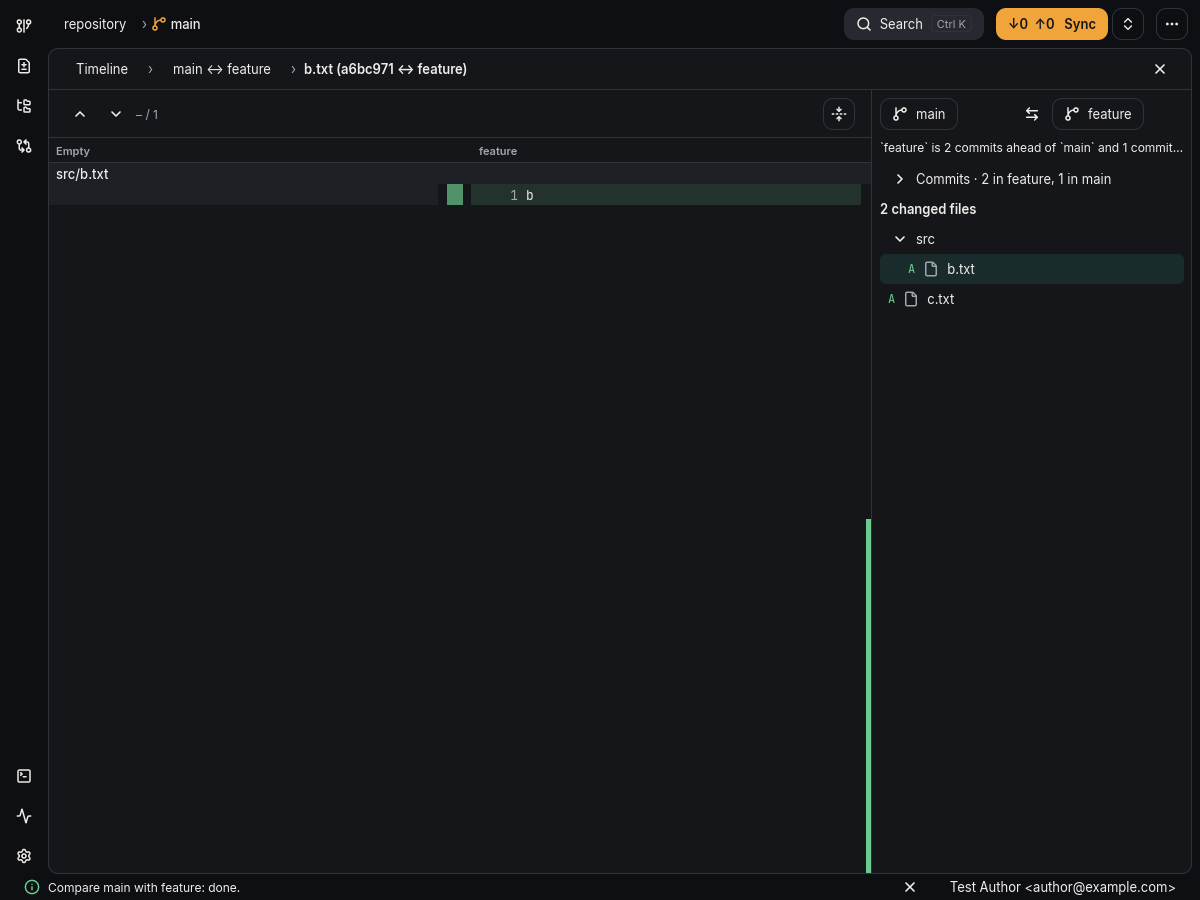 repository › main
Search Ctrl K
↓0 ↑0 Sync
Timeline › main ↔ feature › b.txt (a6bc971 ↔ feature)
– / 1
main
feature
Empty
feature
`feature` is 2 commits ahead of `main` and 1 commit...
src/b.txt
Commits · 2 in feature, 1 in main
1 b
2 changed files
src
A b.txt
A c.txt
Compare main with feature: done.
Test Author <author@example.com>